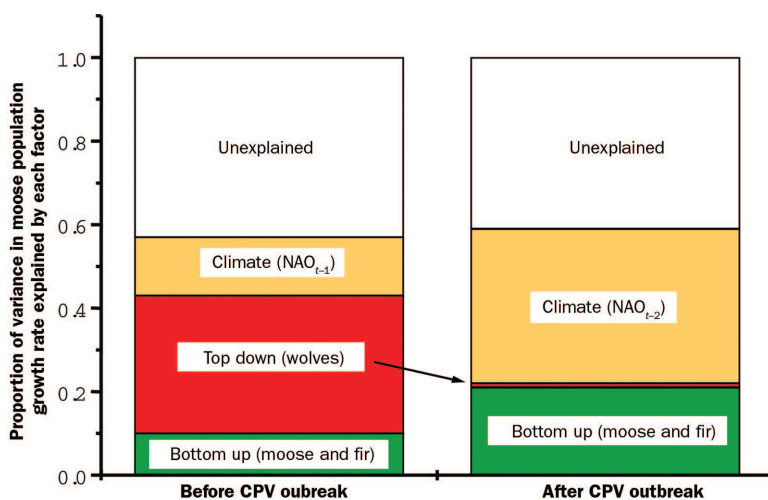 Proportion of variance in moose population
growth rate explained by each factor
1.0
0.8
0.6
0.4
0.2
0.0
Unexplained
Climate (NAOt–1)
Top down (wolves)
Bottom up (moose and fir)
Before CPV oubreak
Unexplained
Climate (NAOt–2)
Bottom up (moose and fir)
After CPV outbreak